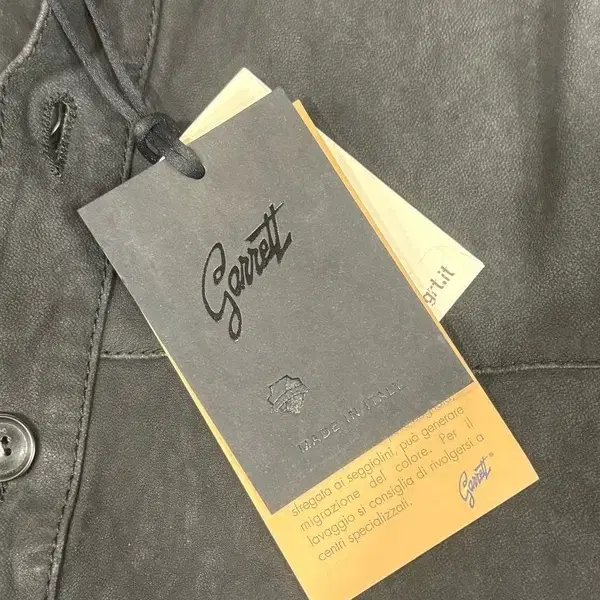 Garrett
MADE IN ITALY
grt.it
stregata ai seggiolini, può generare
migrazione del colore. Per il
lavaggio si consiglia di rivolgersi a
centri specializzati.
garrett®